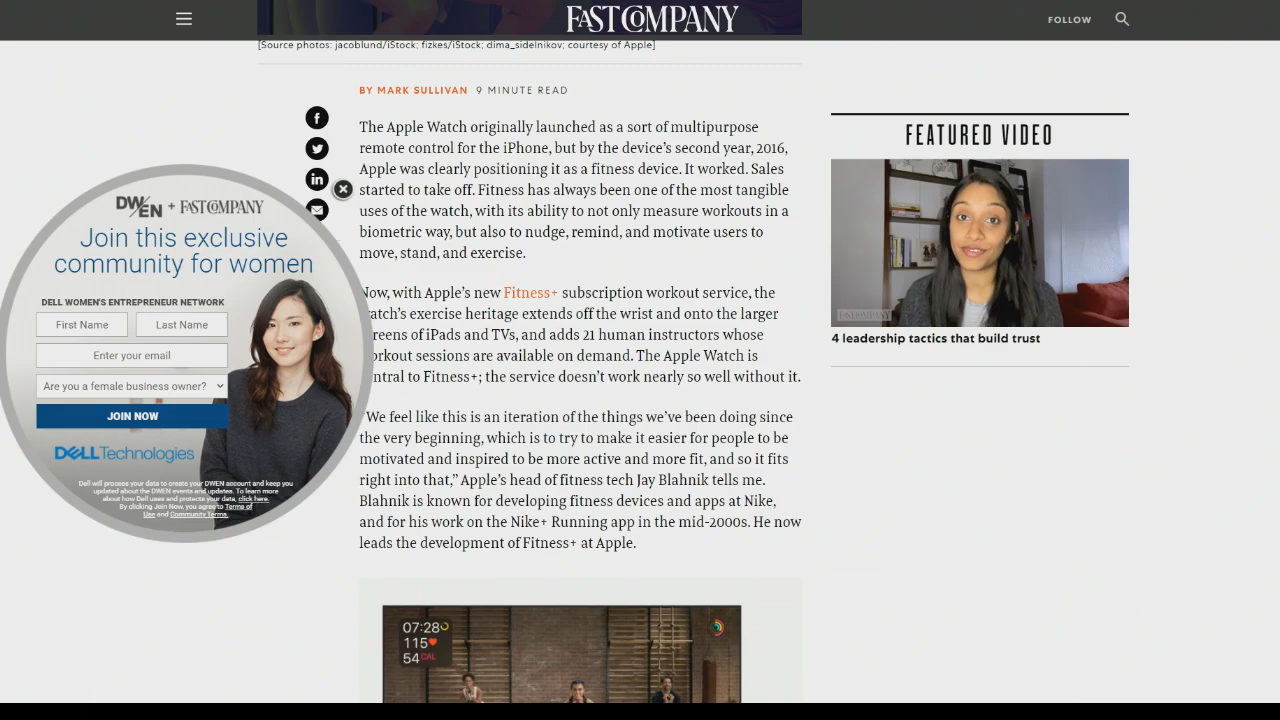 FAST COMPANY
FOLLOW
[Source photos: jacoblund/iStock; fizkes/iStock; dima_sidelnikov; courtesy of Apple]
BY MARK SULLIVAN 9 MINUTE READ
The Apple Watch originally launched as a sort of multipurpose
remote control for the iPhone, but by the device's second year, 2016,
Apple was clearly positioning it as a fitness device. It worked. Sales
started to take off. Fitness has always been one of the most tangible
uses of the watch, with its ability to not only measure workouts in a
biometric way, but also to nudge, remind, and motivate users to
move, stand, and exercise.
Now, with Apple's new Fitness+ subscription workout service, the
watch's exercise heritage extends off the wrist and onto the larger
screens of iPads and TVs, and adds 21 human instructors whose
workout sessions are available on demand. The Apple Watch is
central to Fitness+; the service doesn't work nearly so well without it.
"We feel like this is an iteration of the things we've been doing since
the very beginning, which is to try to make it easier for people to be
motivated and inspired to be more active and more fit, and so it fits
right into that," Apple's head of fitness tech Jay Blahnik tells me.
Blahnik is known for developing fitness devices and apps at Nike,
and for his work on the Nike+ Running app in the mid-2000s. He now
leads the development of Fitness+ at Apple.
07:28
115
54 CAL
DWEN + FAST COMPANY
Join this exclusive
community for women
DELL WOMEN'S ENTREPRENEUR NETWORK
First Name Last Name
Enter your email
Are you a female business owner?
JOIN NOW
DELL Technologies
Dell will process your data to create your DWEN account and keep you
updated about the DWEN events and updates. To learn more
about how Dell uses and protects your data, click here.
By clicking Join Now, you agree to Terms of
Use and Community Terms.
FEATURED VIDEO
FAST COMPANY
4 leadership tactics that build trust